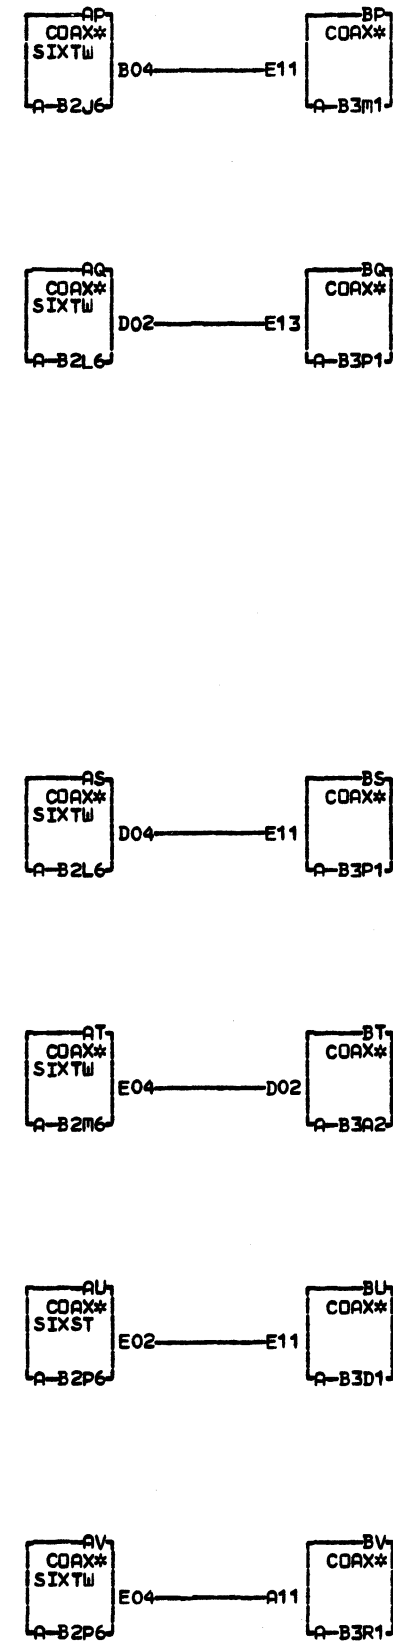 AP BP
COAX* COAX*
SIXTW
B04 E11
A B2J6 A B3M1
AQ BQ
COAX* COAX*
SIXTW
D02 E13
A B2L6 A B3P1
AS BS
COAX* COAX*
SIXTW
D04 E11
A B2L6 A B3P1
AT BT
COAX* COAX*
SIXTW
E04 D02
A B2M6 A B3A2
AU BU
COAX* COAX*
SIXST
E02 E11
A B2P6 A B3D1
AV BV
COAX* COAX*
SIXTW
E04 A11
A B2P6 A B3R1